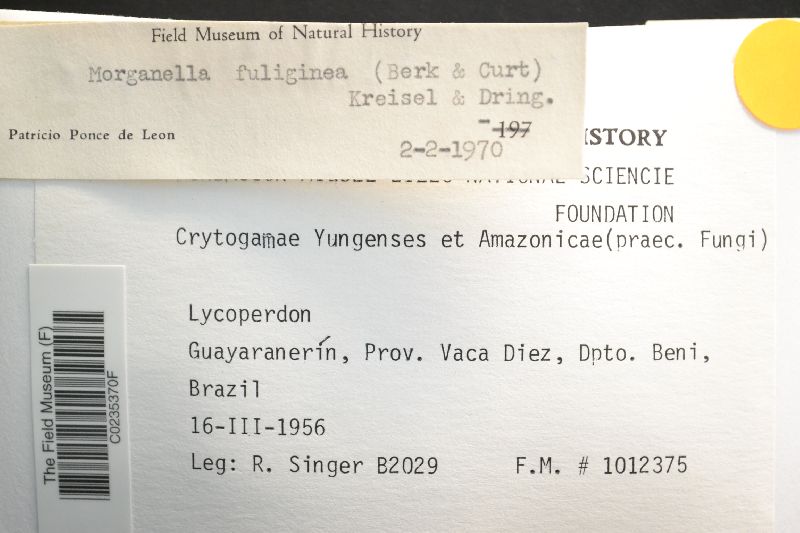 Field Museum of Natural History
Morganella fuliginea (Berk & Curt)
Kreisel & Dring.
Patricio Ponce de Leon
-197
2-2-1970
ISTORY
NATIONAL SCIENCIE
FOUNDATION
Crytogamae Yungenses et Amazonicae(praec. Fungi)
Lycoperdon
Guayaranerín, Prov. Vaca Diez, Dpto. Beni,
Brazil
16-III-1956
Leg: R. Singer B2029 F.M. # 1012375
The Field Museum (F)
C0235370F